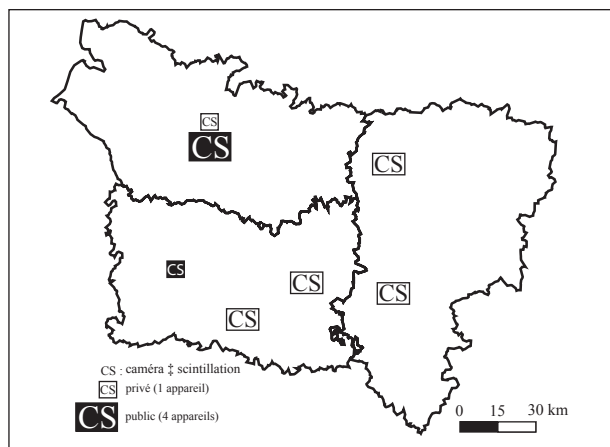 CS
CS
CS
CS
CS
CS
CS
CS : caméra ‡ scintillation
CS privé (1 appareil)
CS public (4 appareils)
0 15 30 km